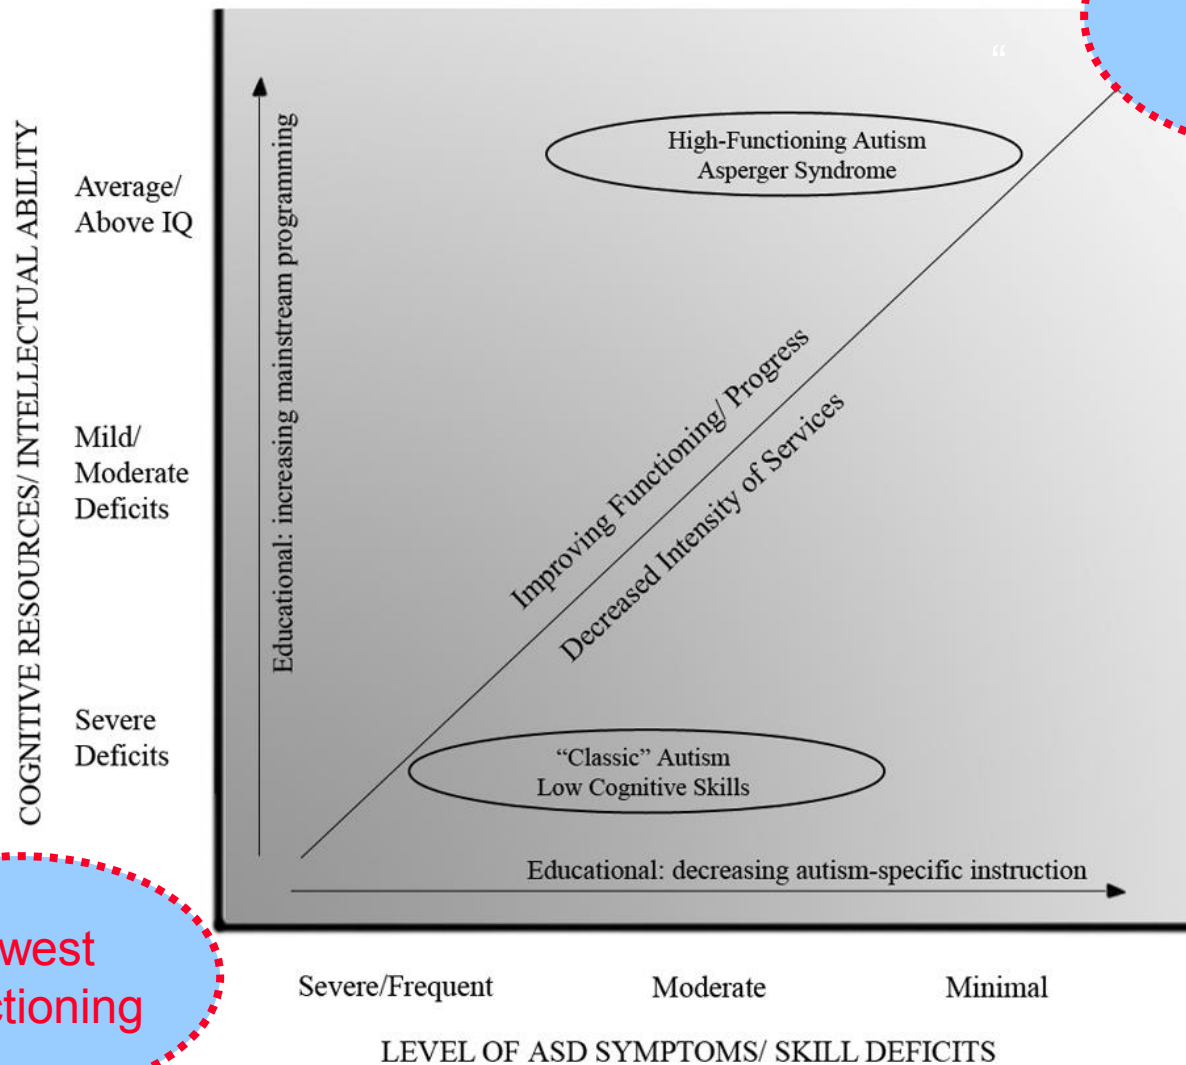 “
High-Functioning Autism
Asperger Syndrome
COGNITIVE RESOURCES/ INTELLECTUAL ABILITY
Average/
Above IQ
Mild/
Moderate
Deficits
Severe
Deficits
Educational: increasing mainstream programming
Improving Functioning/ Progress
Decreased Intensity of Services
“Classic” Autism
Low Cognitive Skills
Educational: decreasing autism-specific instruction
west
ctioning
Severe/Frequent
Moderate
Minimal
LEVEL OF ASD SYMPTOMS/ SKILL DEFICITS